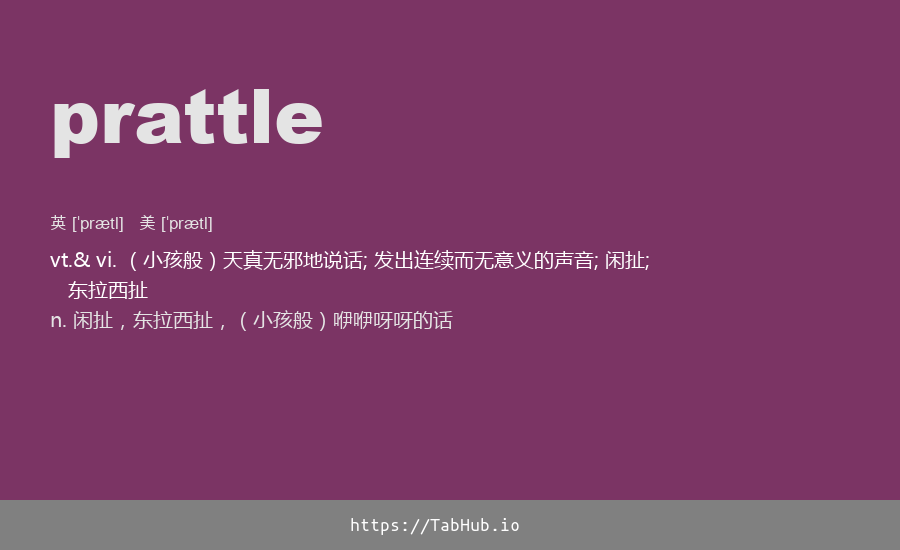 prattle
英 [ˈprætl] 美 [ˈprætl]
vt.& vi. （小孩般）天真无邪地说话; 发出连续而无意义的声音; 闲扯;
东拉西扯
n. 闲扯，东拉西扯，（小孩般）咿咿呀呀的话
https://TabHub.io